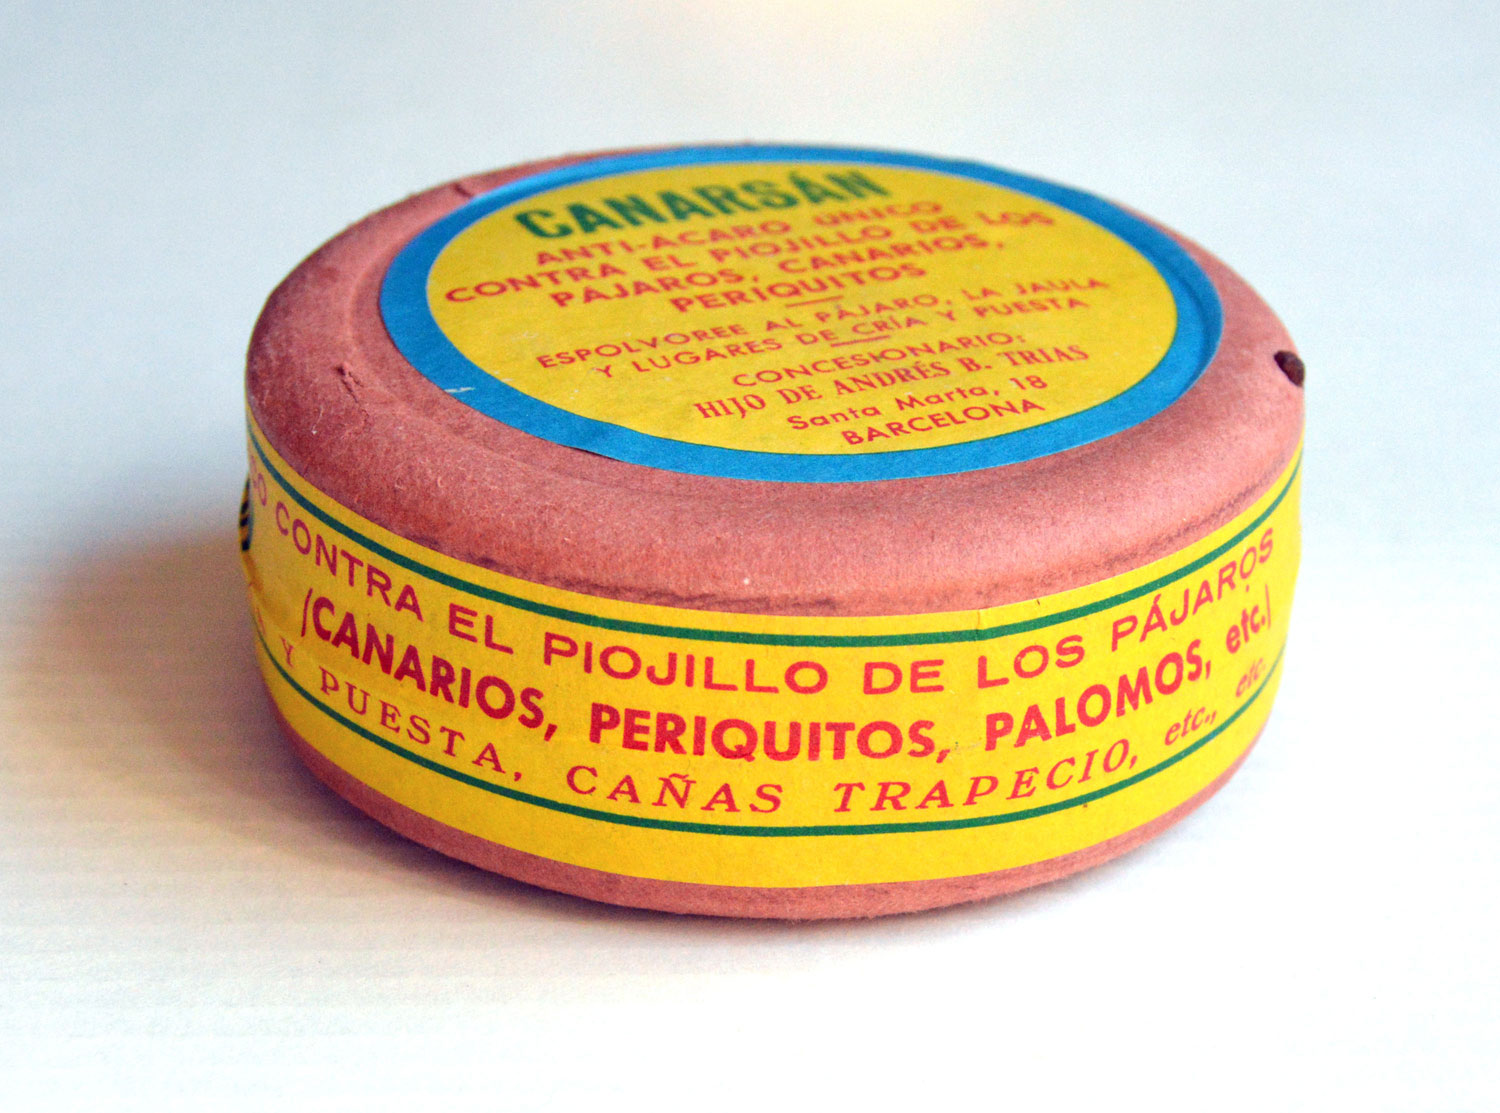 CANARSÁN
ANTI-ACARO UNICO
CONTRA EL PIOJILLO DE LOS
PAJAROS, CANARIOS,
PERIQUITOS
ESPOLVOREE AL PÁJARO, LA JAULA
Y LUGARES DE CRÍA Y PUESTA
CONCESIONARIO:
HIJO DE ANDRÉS B. TRIAS
Santa Marta, 18
BARCELONA
CONTRA EL PIOJILLO DE LOS PÁJAROS
(CANARIOS, PERIQUITOS, PALOMOS, etc.)
Y PUESTA, CAÑAS TRAPECIO, etc., etc.